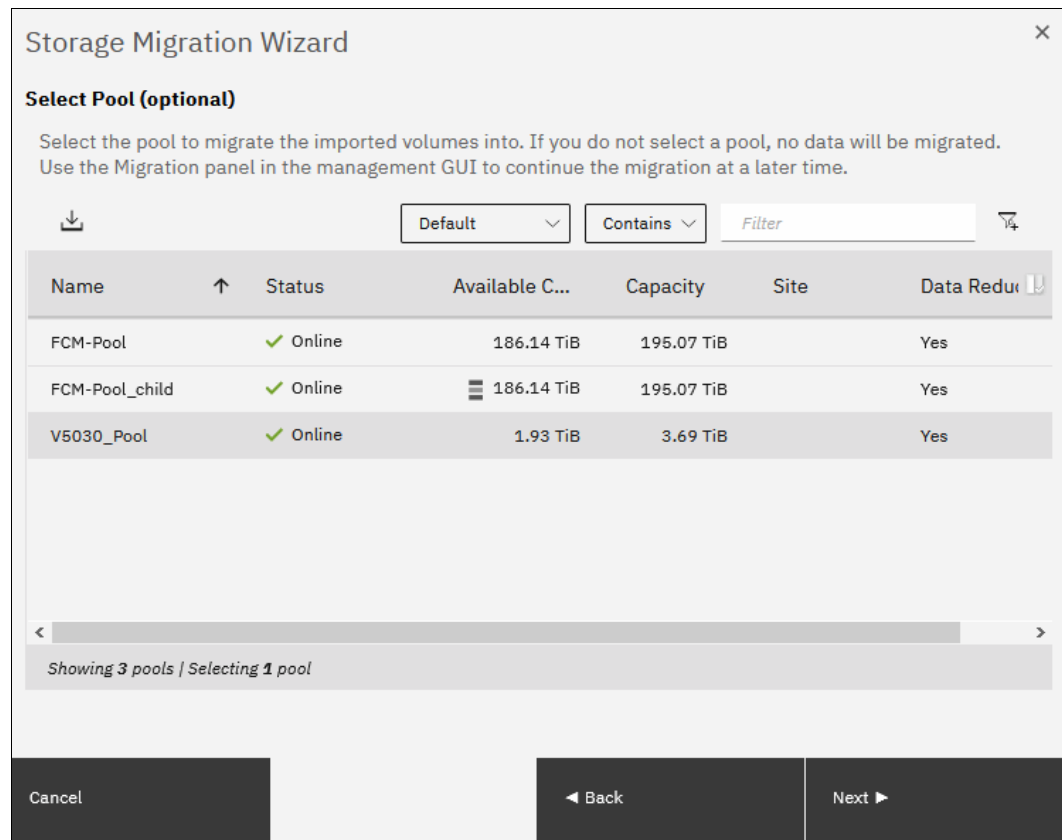 Storage Migration Wizard
Select Pool (optional)
Select the pool to migrate the imported volumes into. If you do not select a pool, no data will be migrated.
Use the Migration panel in the management GUI to continue the migration at a later time.
Default Contains Filter
Name Status Available C... Capacity Site Data Reduc
FCM-Pool Online 186.14 TiB 195.07 TiB Yes
FCM-Pool_child Online 186.14 TiB 195.07 TiB Yes
V5030_Pool Online 1.93 TiB 3.69 TiB Yes
Showing 3 pools | Selecting 1 pool
Cancel Back Next